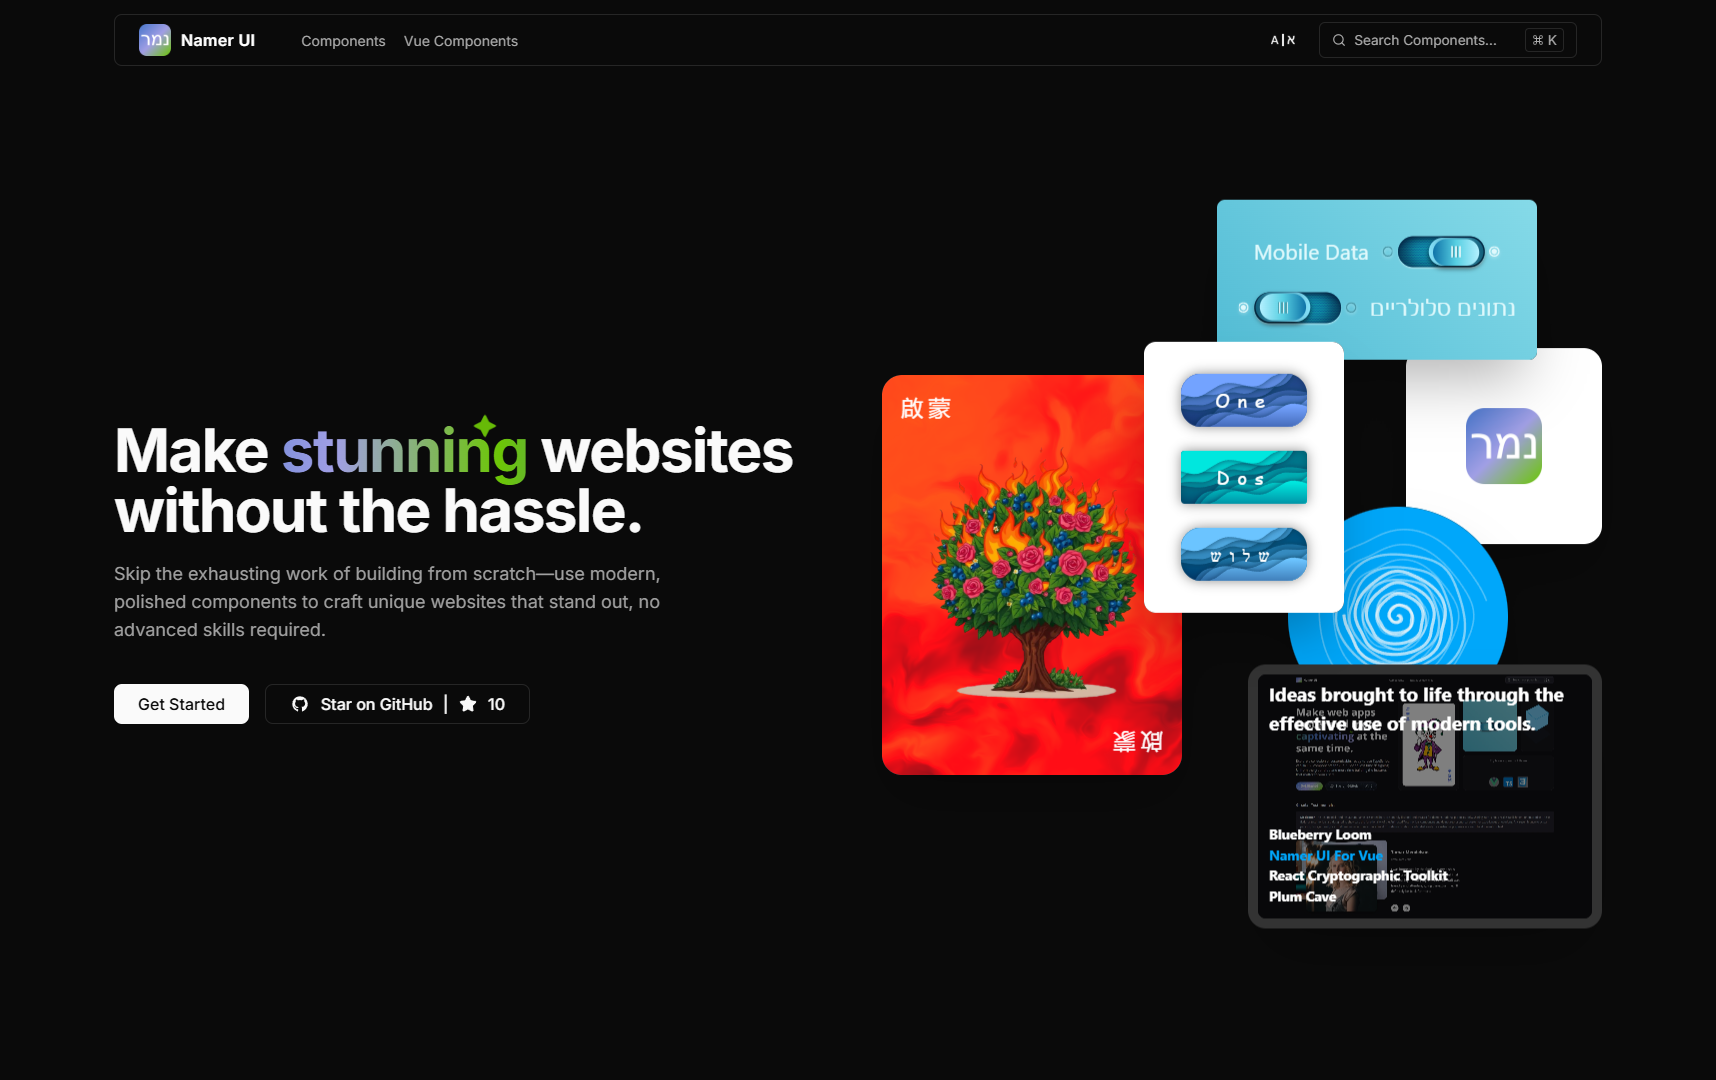 נמר Namer UI Components Vue Components A|א Search Components... ⌘ K
Make stunning websites
without the hassle.
Skip the exhausting work of building from scratch—use modern,
polished components to craft unique websites that stand out, no
advanced skills required.
Get Started
Star on GitHub | 10
Mobile Data
נתונים סלולריים
啟蒙
One
Dos
שלוש
נמר
啟蒙
Ideas brought to life through the
effective use of modern tools.
Make web apps
captivating at the
same time.
Blueberry Loom
Namer UI For Vue
React Cryptographic Toolkit
Plum Cave